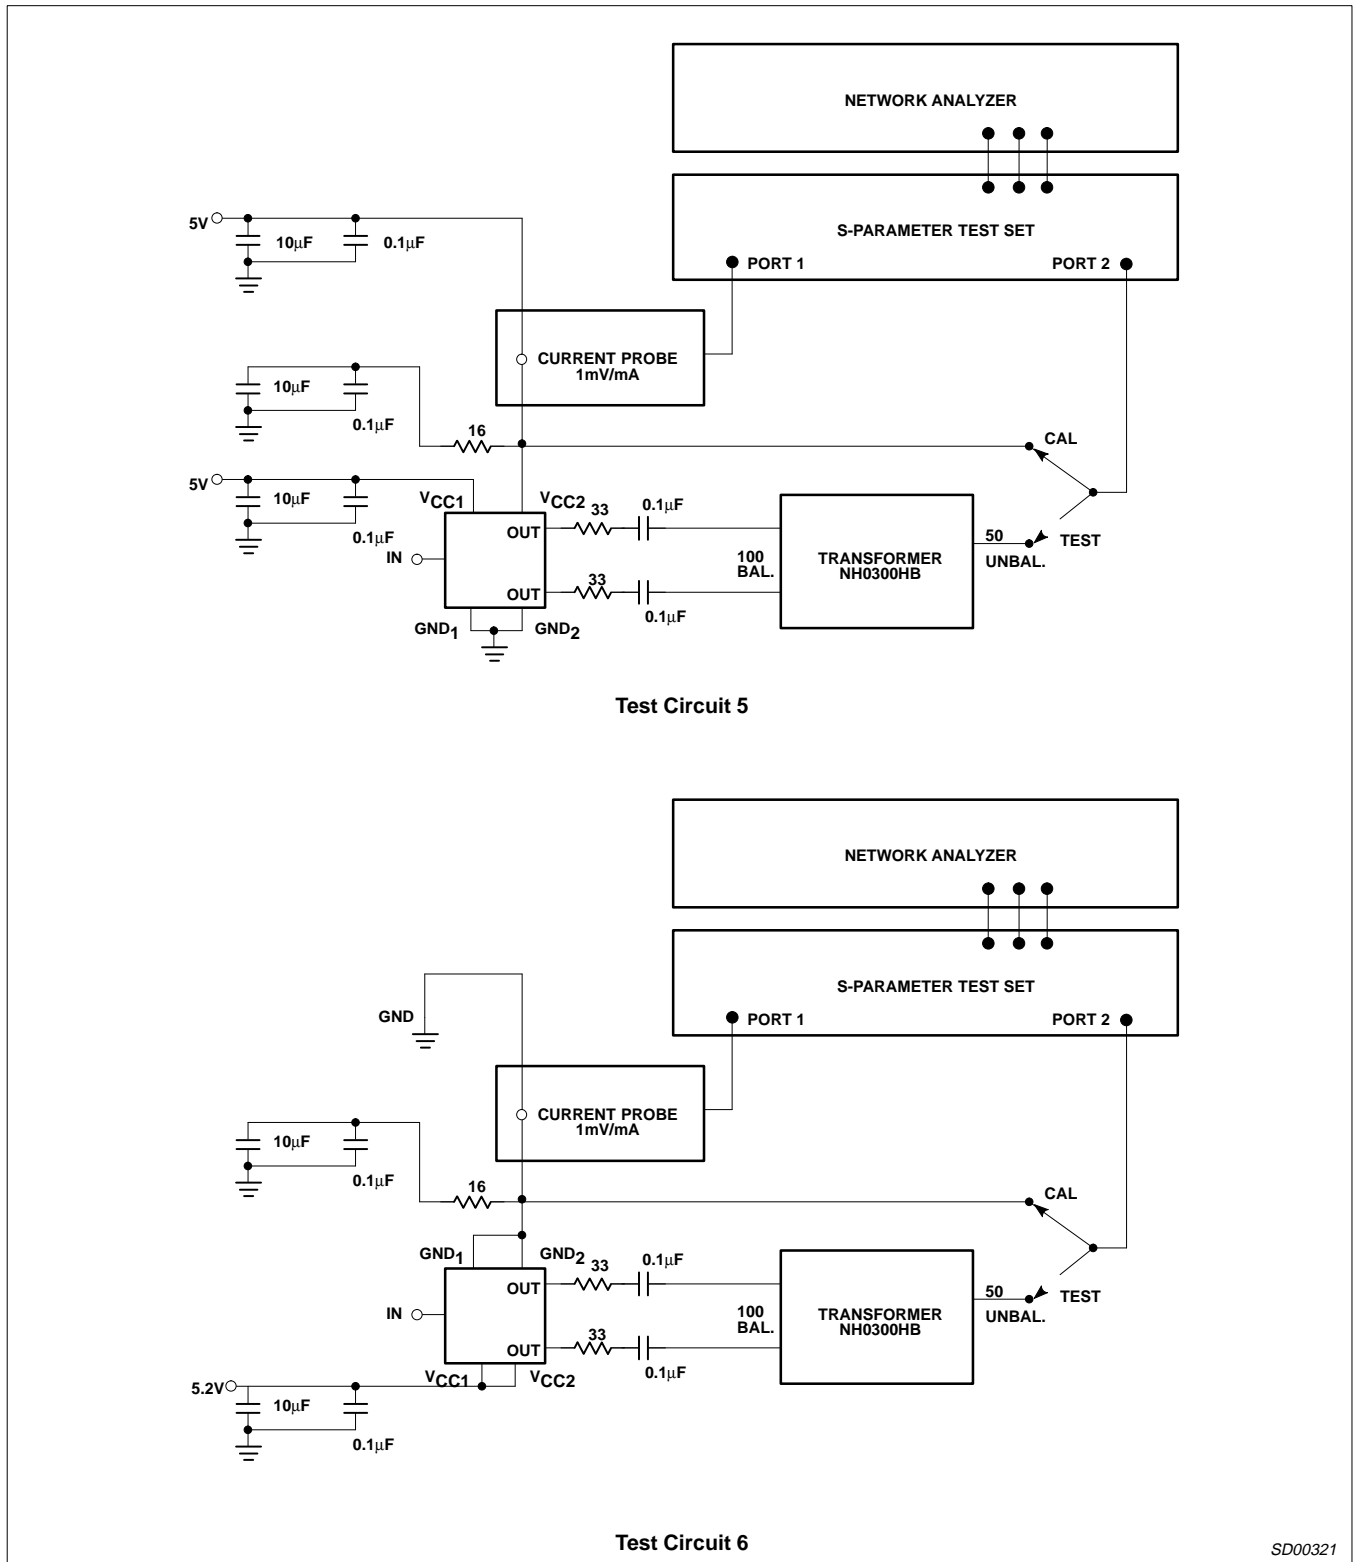 NETWORK ANALYZER
S-PARAMETER TEST SET
PORT 1
PORT 2
5V
10μF
0.1μF
CURRENT PROBE
1mV/mA
10μF
0.1μF
16
CAL
5V
10μF
0.1μF
VCC1
VCC2
33
0.1μF
OUT
IN
OUT
33
0.1μF
100
BAL.
TRANSFORMER
NH0300HB
50
UNBAL.
TEST
GND1
GND2
Test Circuit 5
NETWORK ANALYZER
S-PARAMETER TEST SET
PORT 1
PORT 2
GND
CURRENT PROBE
1mV/mA
10μF
0.1μF
16
CAL
GND1
GND2
33
0.1μF
OUT
IN
OUT
33
0.1μF
100
BAL.
TRANSFORMER
NH0300HB
50
UNBAL.
TEST
VCC1
VCC2
5.2V
10μF
0.1μF
Test Circuit 6
SD00321